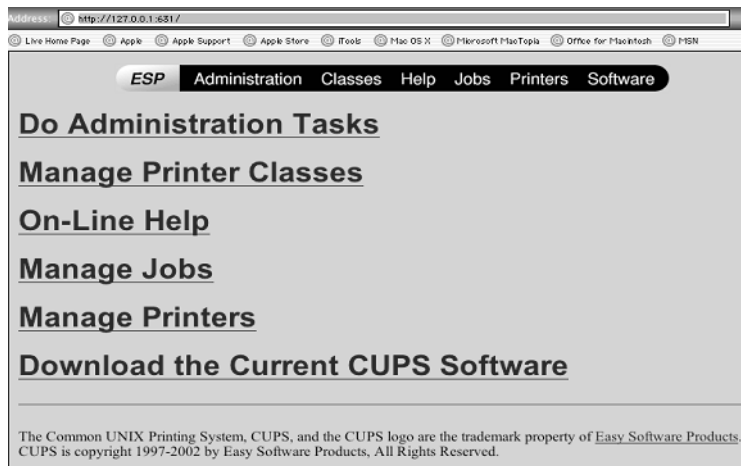 Address: http://127.0.0.1:631/
Live Home Page Apple Apple Support Apple Store iTools Mac OS X Microsoft MacTopia Office for Macintosh MSN
ESP Administration Classes Help Jobs Printers Software
Do Administration Tasks
Manage Printer Classes
On-Line Help
Manage Jobs
Manage Printers
Download the Current CUPS Software
The Common UNIX Printing System, CUPS, and the CUPS logo are the trademark property of Easy Software Products.
CUPS is copyright 1997-2002 by Easy Software Products, All Rights Reserved.